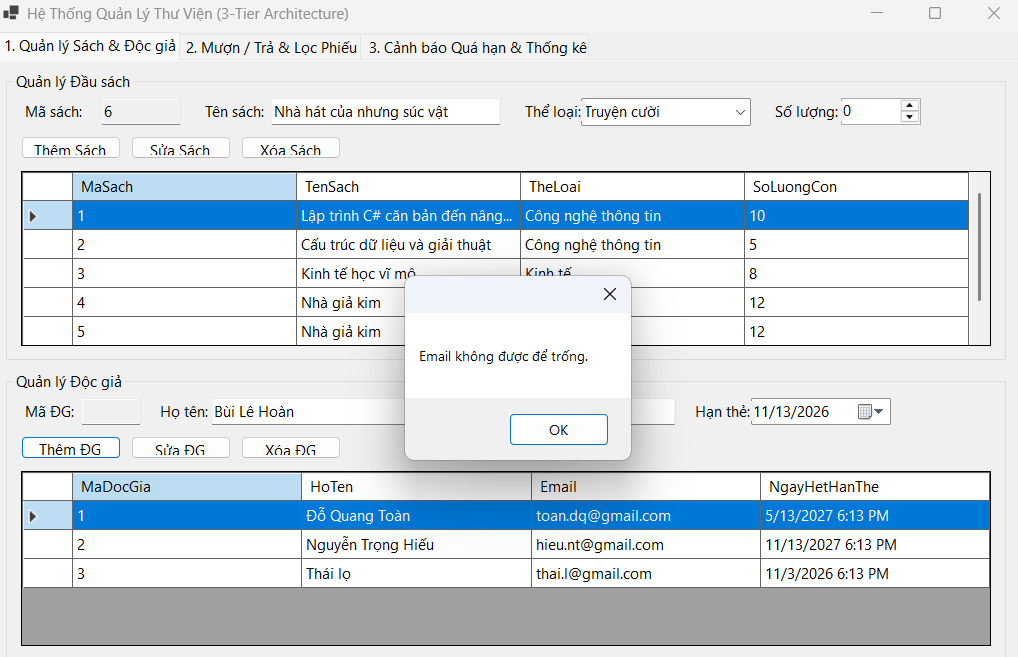 Hệ Thống Quản Lý Thư Viện (3-Tier Architecture)
1. Quản lý Sách & Độc giả 2. Mượn / Trả & Lọc Phiếu 3. Cảnh báo Quá hạn & Thống kê
Quản lý Đầu sách
Mã sách: 6 Tên sách: Nhà hát của nhưng súc vật Thể loại: Truyện cười Số lượng: 0
Thêm Sách Sửa Sách Xóa Sách
MaSach TenSach TheLoai SoLuongCon
1 Lập trình C# căn bản đến nâng... Công nghệ thông tin 10
2 Cấu trúc dữ liệu và giải thuật Công nghệ thông tin 5
3 Kinh tế học vĩ mô Kinh tế 8
4 Nhà giả kim 12
5 Nhà giả kim 12
Email không được để trống.
OK
Quản lý Độc giả
Mã ĐG: Họ tên: Bùi Lê Hoàn Hạn thẻ: 11/13/2026
Thêm ĐG Sửa ĐG Xóa ĐG
MaDocGia HoTen Email NgayHetHanThe
1 Đỗ Quang Toàn toan.dq@gmail.com 5/13/2027 6:13 PM
2 Nguyễn Trọng Hiếu hieu.nt@gmail.com 11/13/2027 6:13 PM
3 Thái lọ thai.l@gmail.com 11/3/2026 6:13 PM